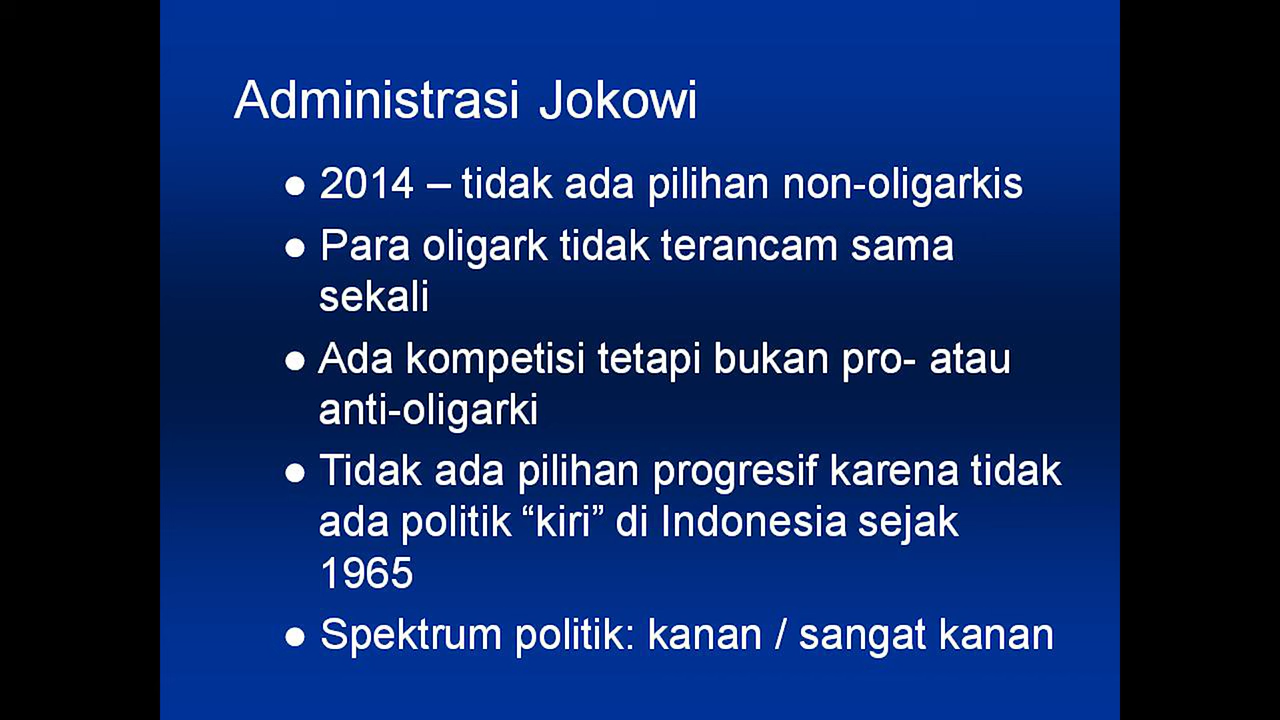 Administrasi Jokowi
● 2014 – tidak ada pilihan non-oligarkis
● Para oligark tidak terancam sama
sekali
● Ada kompetisi tetapi bukan pro- atau
anti-oligarki
● Tidak ada pilihan progresif karena tidak
ada politik “kiri” di Indonesia sejak
1965
● Spektrum politik: kanan / sangat kanan